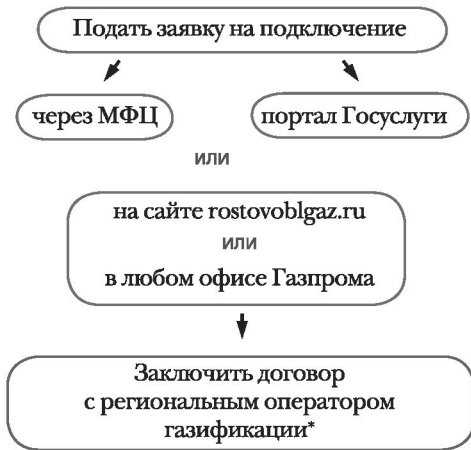 Подать заявку на подключение
через МФЦ
портал Госуслуги
или
на сайте rostovoblgaz.ru
или
в любом офисе Газпрома
Заключить договор
с региональным оператором
газификации*